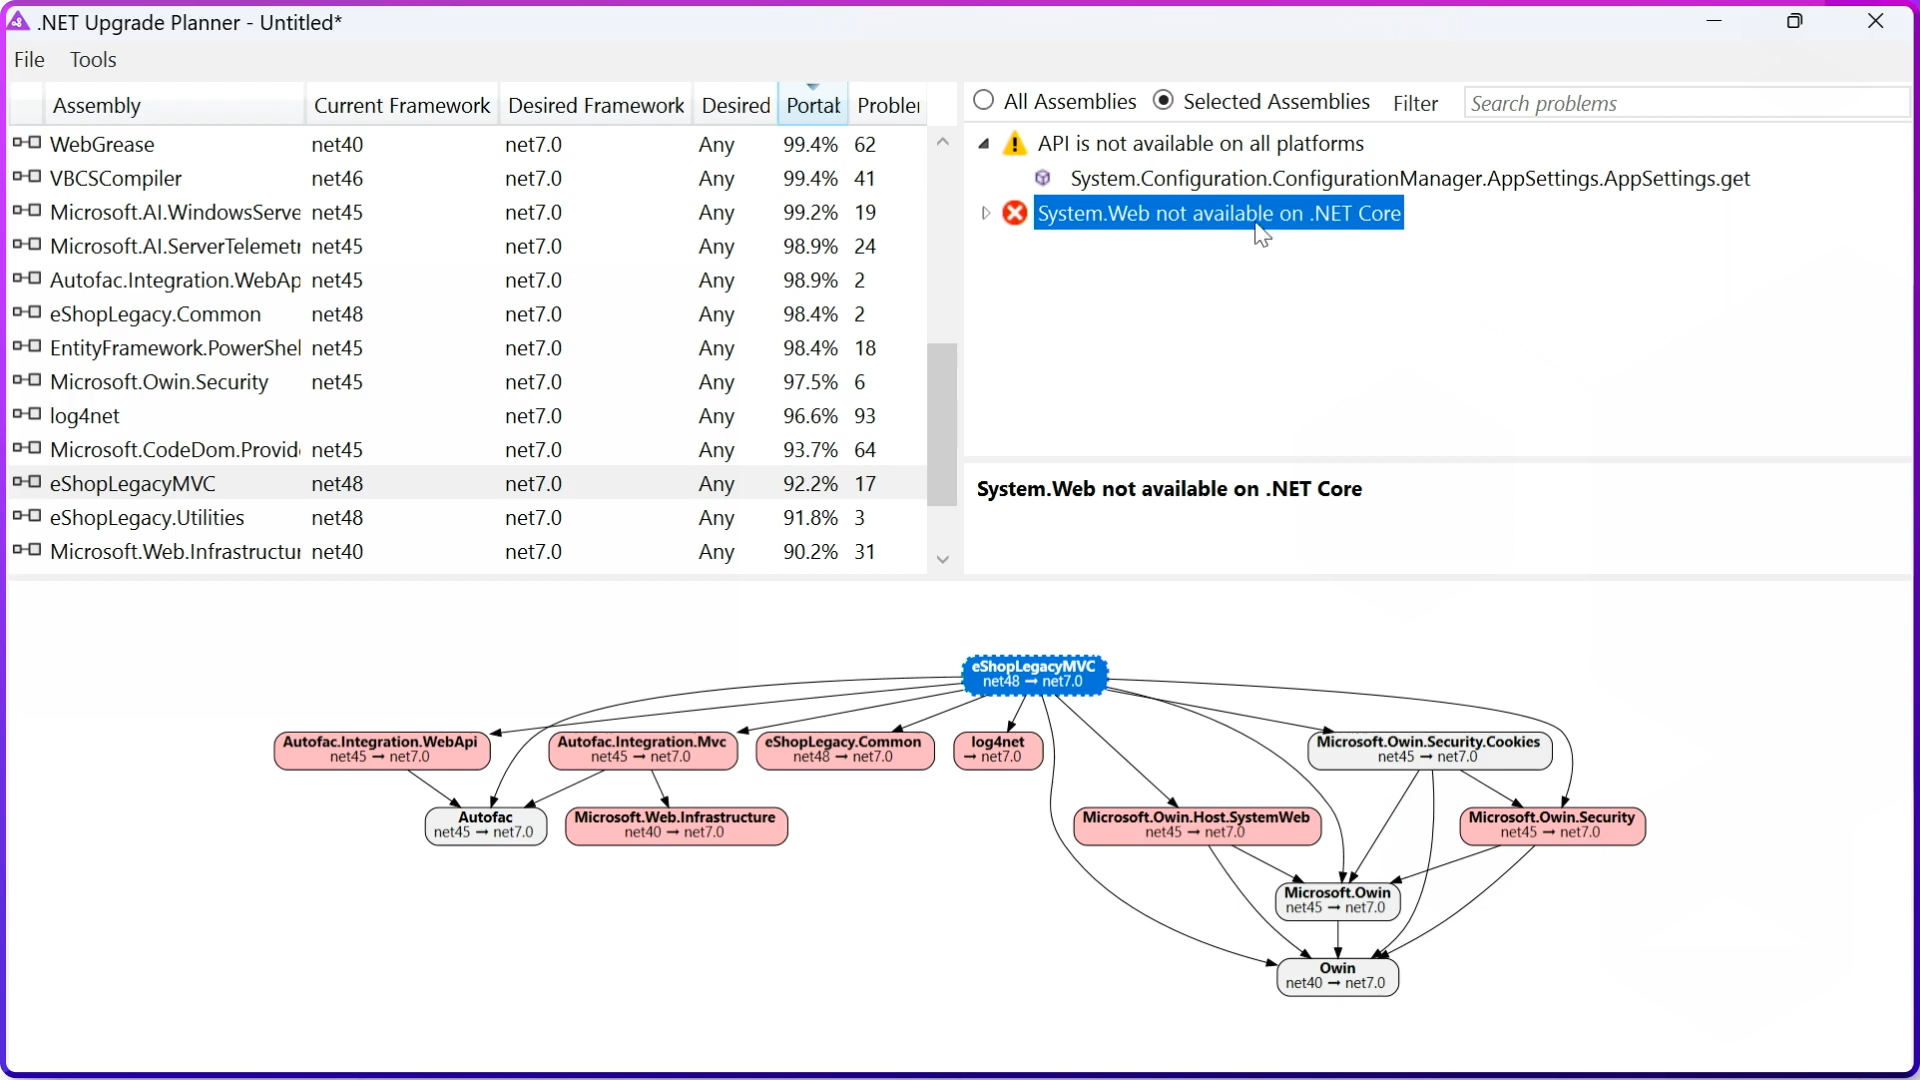 .NET Upgrade Planner - Untitled*
File Tools
Assembly Current Framework Desired Framework Desired Portab Probler
WebGrease net40 net7.0 Any 99.4% 62
VBCSCompiler net46 net7.0 Any 99.4% 41
Microsoft.AI.WindowsServe net45 net7.0 Any 99.2% 19
Microsoft.AI.ServerTelemetr net45 net7.0 Any 98.9% 24
Autofac.Integration.WebAp net45 net7.0 Any 98.9% 2
eShopLegacy.Common net48 net7.0 Any 98.4% 2
EntityFramework.PowerShel net45 net7.0 Any 98.4% 18
Microsoft.Owin.Security net45 net7.0 Any 97.5% 6
log4net net7.0 Any 96.6% 93
Microsoft.CodeDom.Provid net45 net7.0 Any 93.7% 64
eShopLegacyMVC net48 net7.0 Any 92.2% 17
eShopLegacy.Utilities net48 net7.0 Any 91.8% 3
Microsoft.Web.Infrastructur net40 net7.0 Any 90.2% 31
All Assemblies Selected Assemblies Filter Search problems
API is not available on all platforms
System.Configuration.ConfigurationManager.AppSettings.AppSettings.get
System.Web not available on .NET Core
System.Web not available on .NET Core
eShopLegacyMVC
net48 → net7.0
Autofac.Integration.WebApi
net45 → net7.0
Autofac.Integration.Mvc
net45 → net7.0
eShopLegacy.Common
net48 → net7.0
log4net
→ net7.0
Microsoft.Owin.Security.Cookies
net45 → net7.0
Autofac
net45 → net7.0
Microsoft.Web.Infrastructure
net40 → net7.0
Microsoft.Owin.Host.SystemWeb
net45 → net7.0
Microsoft.Owin.Security
net45 → net7.0
Microsoft.Owin
net45 → net7.0
Owin
net40 → net7.0